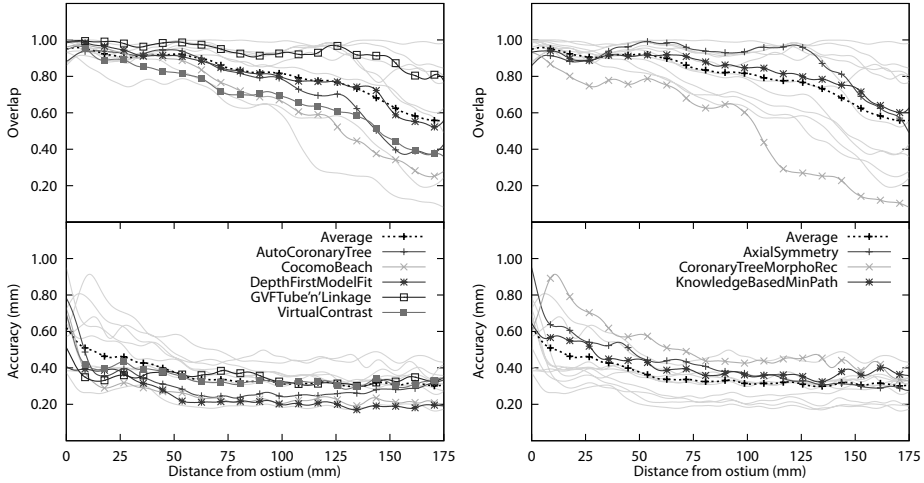 1.00
0.80
0.60
0.40
0.20
Overlap
Average
AutoCoronaryTree
CocomoBeach
DepthFirstModelFit
GVFTube'n'Linkage
VirtualContrast
1.00
0.80
0.60
0.40
0.20
Accuracy (mm)
0 25 50 75 100 125 150 175
Distance from ostium (mm)
1.00
0.80
0.60
0.40
0.20
Overlap
Average
AxialSymmetry
CoronaryTreeMorphoRec
KnowledgeBasedMinPath
1.00
0.80
0.60
0.40
0.20
Accuracy (mm)
0 25 50 75 100 125 150 175
Distance from ostium (mm)